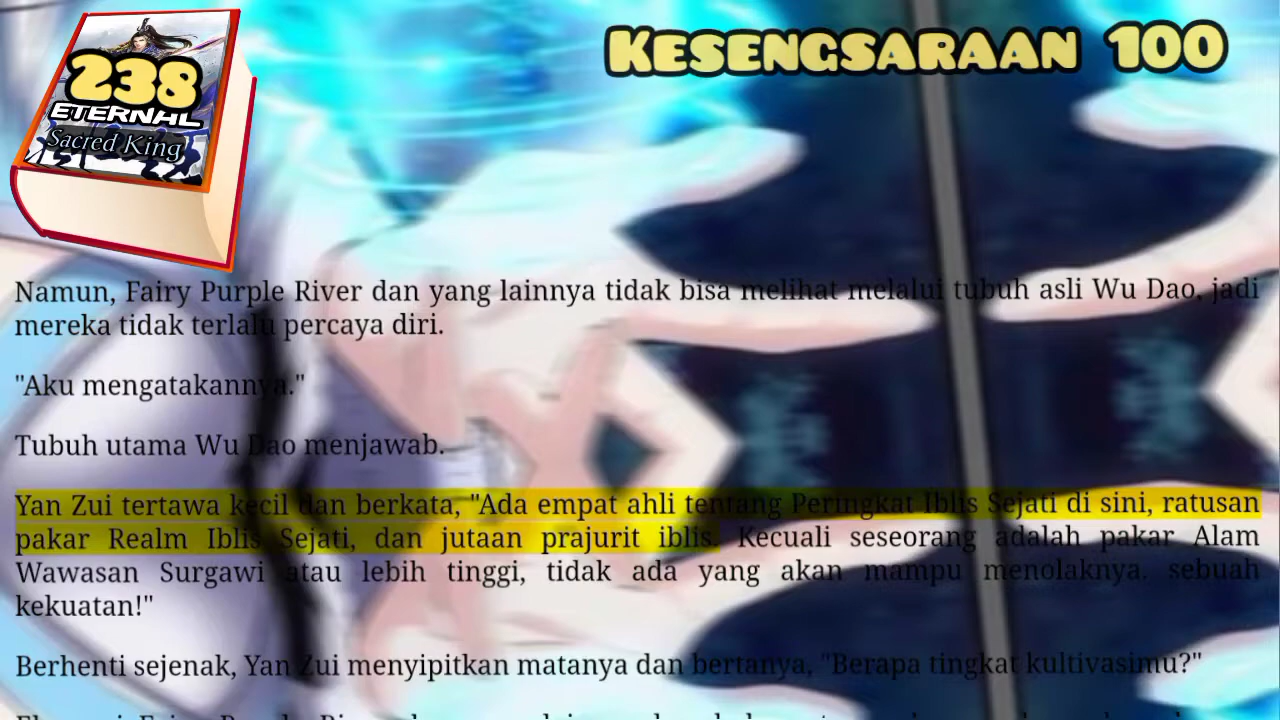 238
ETERNAL
Sacred King
KESENGSARAAN 100
Namun, Fairy Purple River dan yang lainnya tidak bisa melihat melalui tubuh asli Wu Dao, jadi
mereka tidak terlalu percaya diri.
"Aku mengatakannya."
Tubuh utama Wu Dao menjawab.
Yan Zui tertawa kecil dan berkata, "Ada empat ahli tentang Peringkat Iblis Sejati di sini, ratusan
pakar Realm Iblis Sejati, dan jutaan prajurit iblis. Kecuali seseorang adalah pakar Alam
Wawasan Surgawi atau lebih tinggi, tidak ada yang akan mampu menolaknya. sebuah
kekuatan!"
Berhenti sejenak, Yan Zui menyipitkan matanya dan bertanya, "Berapa tingkat kultivasimu?"